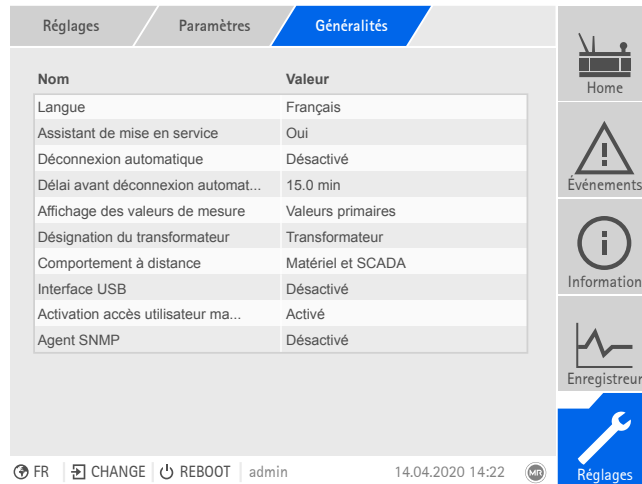 Réglages Paramètres Généralités
Nom Valeur
Langue Français
Assistant de mise en service Oui
Déconnexion automatique Désactivé
Délai avant déconnexion automat... 15.0 min
Affichage des valeurs de mesure Valeurs primaires
Désignation du transformateur Transformateur
Comportement à distance Matériel et SCADA
Interface USB Désactivé
Activation accès utilisateur ma... Activé
Agent SNMP Désactivé
Home
Événements
Information
Enregistreur
Réglages
FR CHANGE REBOOT admin 14.04.2020 14:22 MR